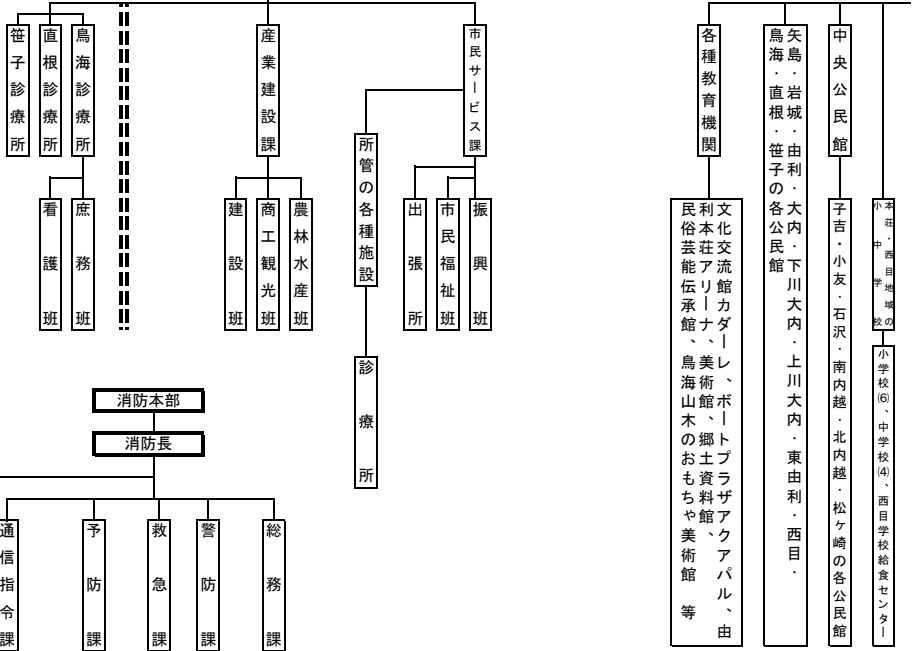 本荘・西目地域の
小中学校
小学校⑹、中学校⑷、西目学校給食センター
中央公民館
子吉・小友・石沢・南内越・北内越・松ヶ崎の各公民館
矢島・岩城・由利・大内・下川大内・上川大内・東由利・西目・
鳥海・直根・笹子の各公民館
各種教育機関
文化交流館カダーレ、ボートプラザアクアパル、由
利本荘アリーナ、美術館、郷土資料館、
民俗芸能伝承館、鳥海山木のおもちゃ美術館　等
市民サービス課
振興班
市民福祉班
出張所
所管の各種施設
診療所
産業建設課
農林水産班
商工観光班
建設班
鳥海診療所
直根診療所
笹子診療所
庶務班
看護班
消防本部
消防長
総務課
警防課
救急課
予防課
通信指令課